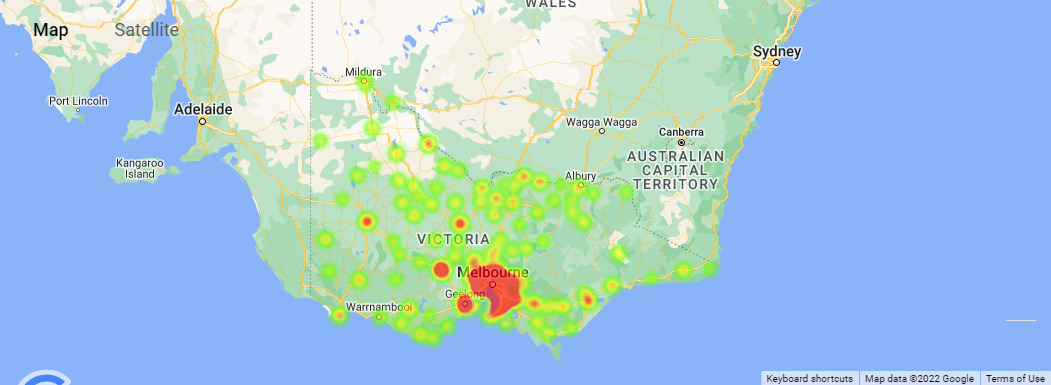 WALES
Map
Satellite
Sydney
Mildura
Port Lincoln
Adelaide
Wagga Wagga
Canberra
Kangaroo
Island
AUSTRALIAN
CAPITAL
TERRITORY
Albury
VICTORIA
Melbourne
Geelong
Warrnambool
Keyboard shortcuts
Map data ©2022 Google
Terms of Use